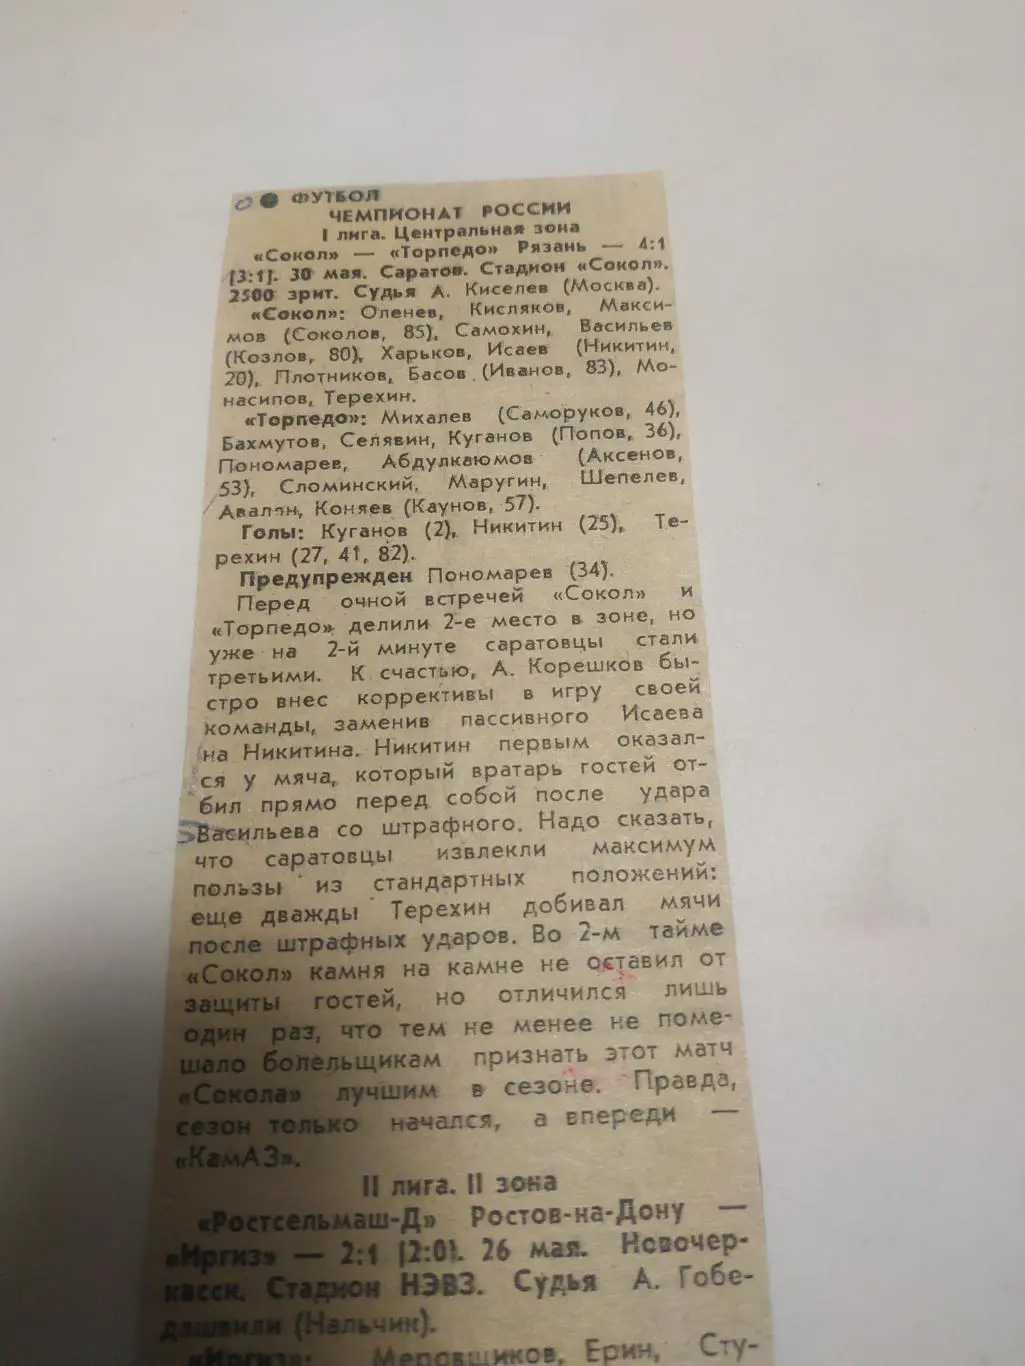 ФУТБОЛ
ЧЕМПИОНАТ РОССИИ
I лига. Центральная зона
«Сокол» — «Торпедо» Рязань — 4:1
[3:1]. 30 мая. Саратов. Стадион «Сокол».
2500 зрит. Судья А. Киселев (Москва).
«Сокол»: Оленев, Кисляков, Макси-
мов (Соколов, 85), Самохин, Васильев
(Козлов, 80), Харьков, Исаев (Никитин,
20), Плотников, Басов (Иванов, 83), Мо-
насипов, Терехин.
«Торпедо»: Михалев (Саморуков, 46),
Бахмутов, Селявин, Куганов (Попов, 36),
Пономарев, Абдулкаюмов (Аксенов,
53), Сломинский, Маругин, Шепелев,
Авалян, Коняев (Каунов, 57).
Голы: Куганов (2), Никитин (25), Те-
рехин (27, 41, 82).
Предупрежден Пономарев (34).
Перед очной встречей «Сокол» и
«Торпедо» делили 2-е место в зоне, но
уже на 2-й минуте саратовцы стали
третьими. К счастью, А. Корешков бы-
стро внес коррективы в игру своей
команды, заменив пассивного Исаева
на Никитина. Никитин первым оказал-
ся у мяча, который вратарь гостей от-
бил прямо перед собой после удара
Васильева со штрафного. Надо сказать,
что саратовцы извлекли максимум
пользы из стандартных положений:
еще дважды Терехин добивал мячи
после штрафных ударов. Во 2-м тайме
«Сокол» камня на камне не оставил от
защиты гостей, но отличился лишь
один раз, что тем не менее не поме-
шало болельщикам признать этот матч
«Сокола» лучшим в сезоне. Правда,
сезон только начался, а впереди —
«КамАЗ».
II лига. II зона
«Ростсельмаш-Д» Ростов-на-Дону —
«Иргиз» — 2:1 [2:0]. 26 мая. Новочер-
касск. Стадион НЭВЗ. Судья А. Гобе-
дашвили (Нальчик).
«Иргиз»: Меровщиков, Ерин, Сту-